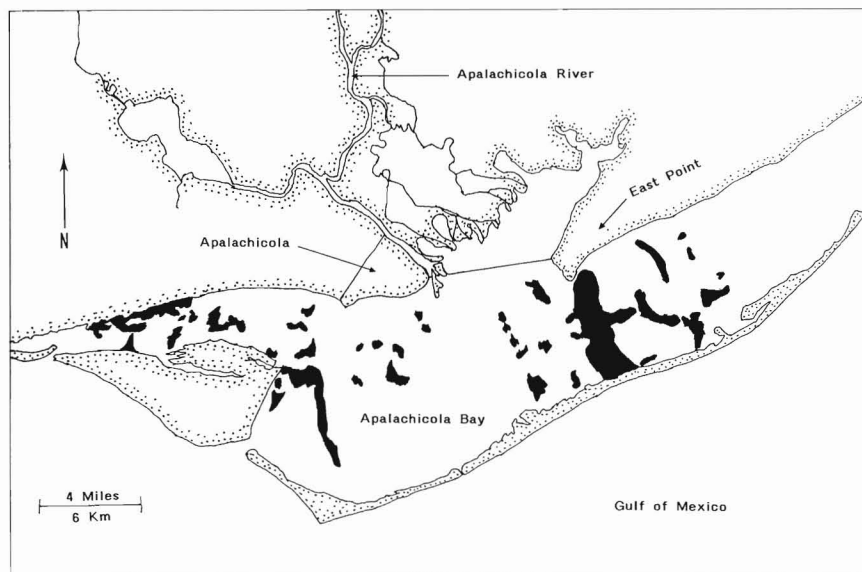 Apalachicola River
East Point
N
Apalachicola
Apalachicola Bay
4 Miles
6 Km
Gulf of Mexico